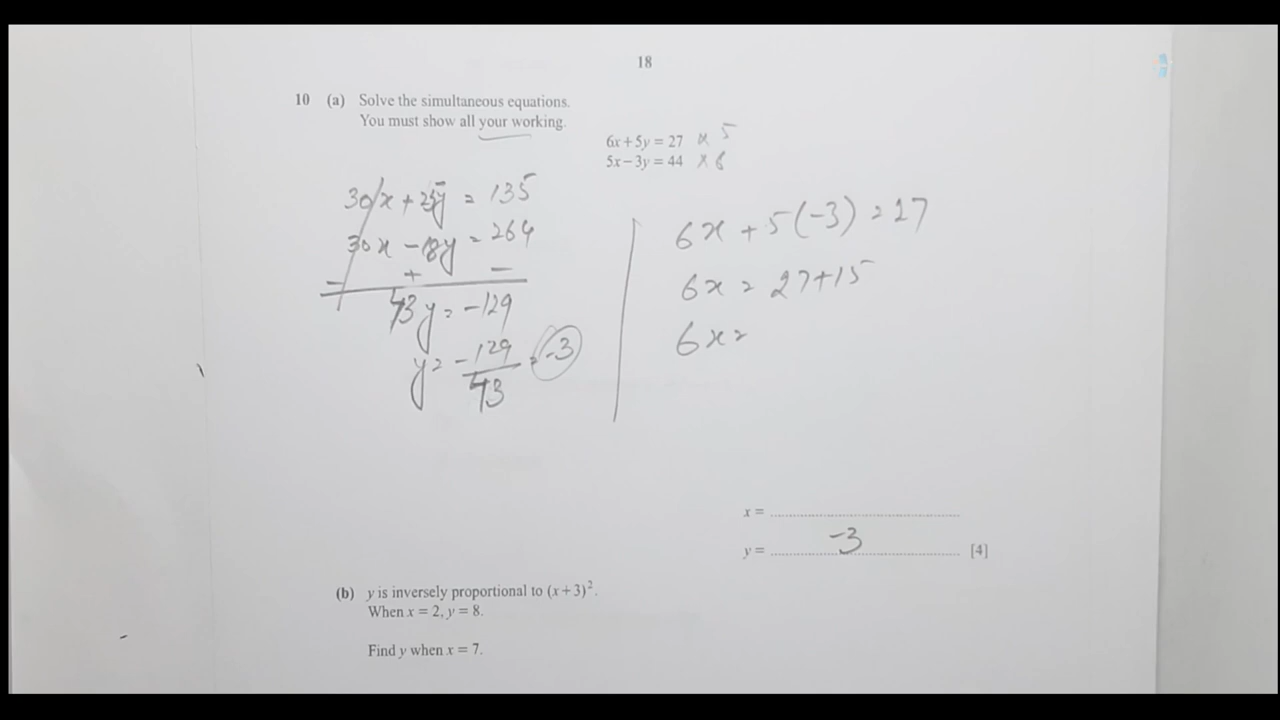 18
10 (a) Solve the simultaneous equations.
You must show all your working.
6x + 5y = 27 × 5
5x − 3y = 44 × 6
30x + 25y = 135
30x − 18y = 264
− + −
43y = −129
y = −129/43 = −3
6x + 5(−3) = 27
6x = 27+15
6x =
x = ................
y = ........ −3 ........ [4]
(b) y is inversely proportional to (x + 3)².
When x = 2, y = 8.
Find y when x = 7.